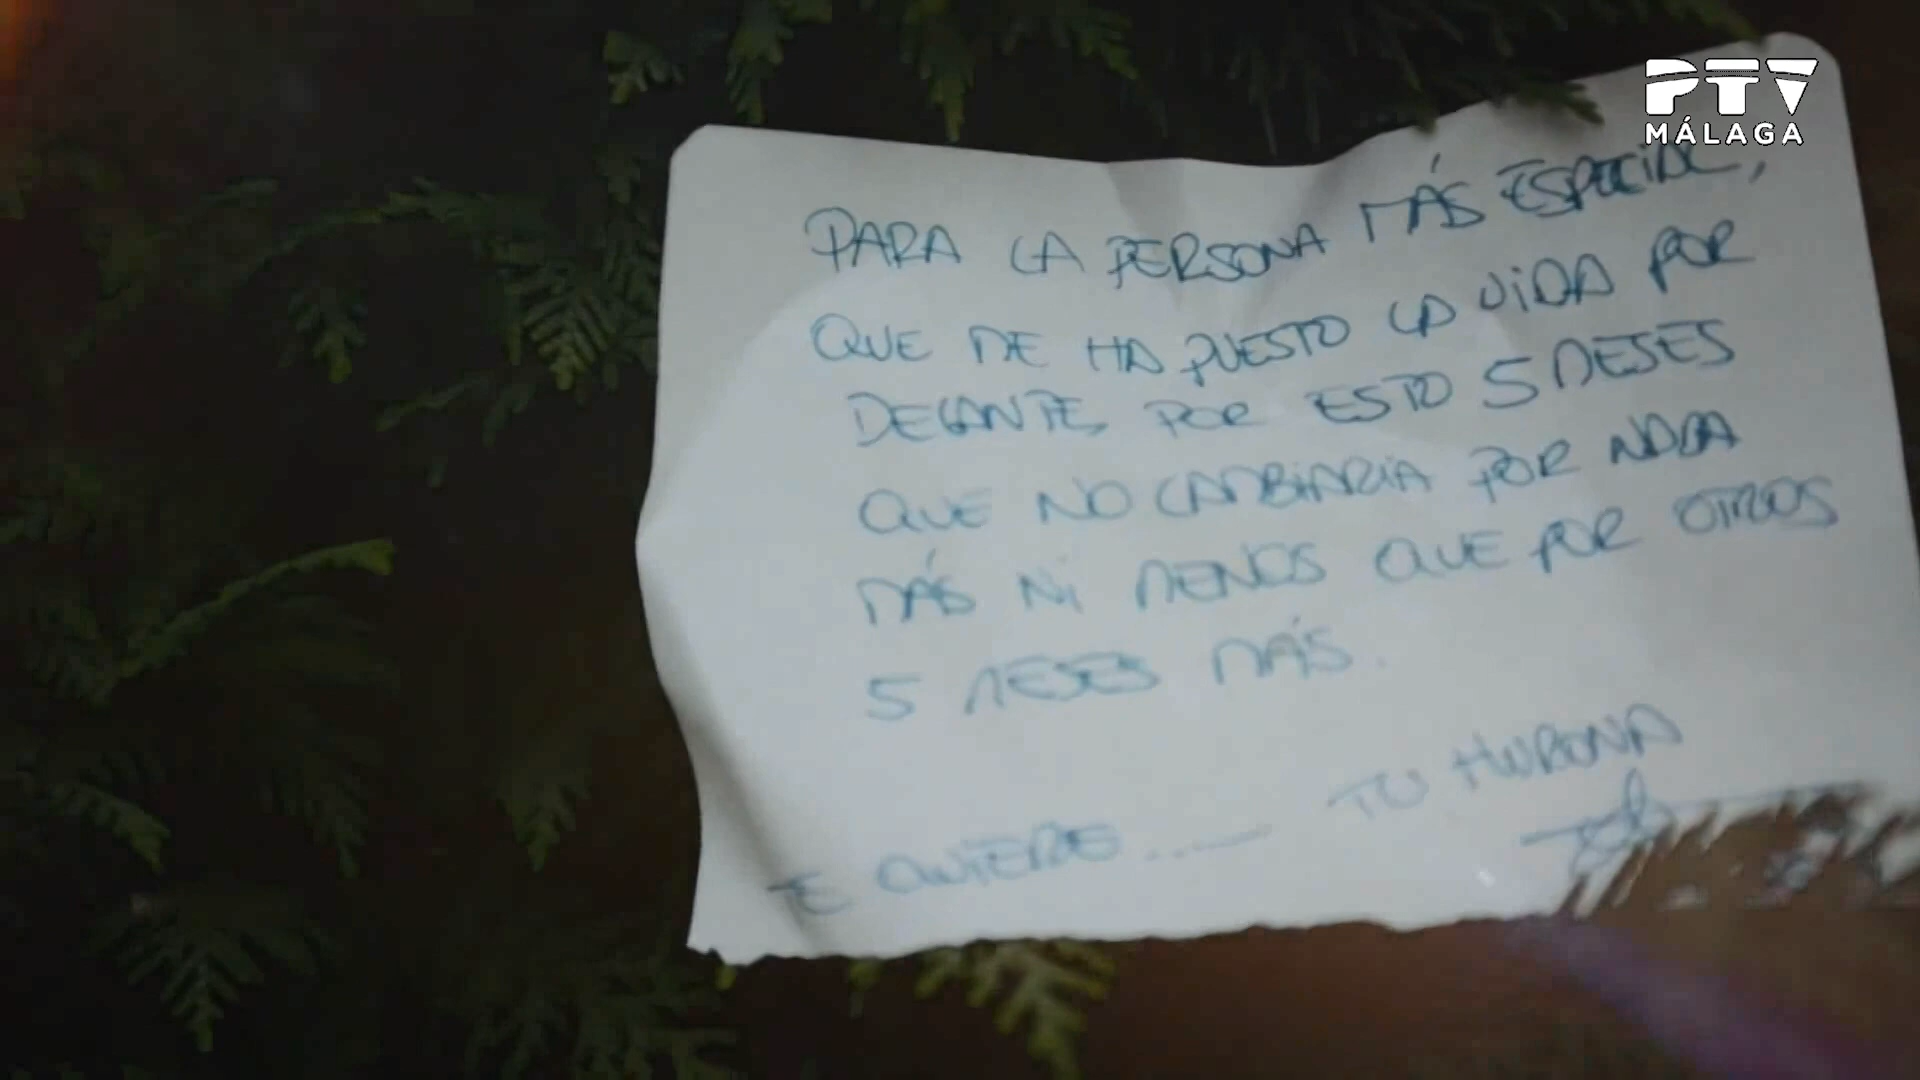 PTV
MÁLAGA
PARA LA PERSONA MÁS ESPECIAL,
QUE ME HA PUESTO LA VIDA POR
DELANTE, POR ESTO 5 MESES
QUE NO CAMBIARIA POR NADA
MÁS NI MENOS QUE POR OTROS
5 MESES MÁS.
TE QUIERE...... TU HURONA